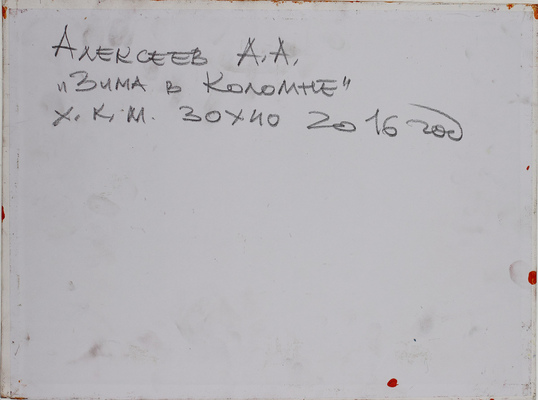 Алексеев А.А.
"Зима в Коломне"
х.к.м. 30х40 2016 год